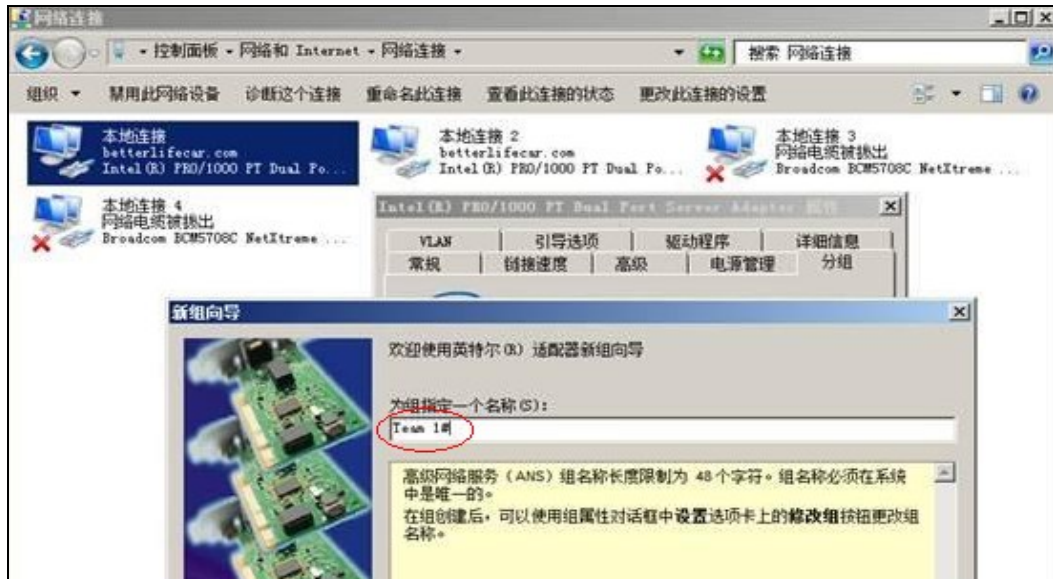 网络连接
控制面板 网络和 Internet 网络连接
搜索 网络连接
组织 禁用此网络设备 诊断这个连接 重命名此连接 查看此连接的状态 更改此连接的设置
本地连接
betterlifecar.com
Intel(R) PRO/1000 PT Dual Po...
本地连接 2
betterlifecar.com
Intel(R) PRO/1000 PT Dual Po...
本地连接 3
网络电缆被拔出
Broadcom BCM5708C NetXtreme ...
本地连接 4
网络电缆被拔出
Broadcom BCM5708C NetXtreme ...
Intel(R) PRO/1000 PT Dual Port Server Adapter 属性
VLAN 引导选项 驱动程序 详细信息
常规 链接速度 高级 电源管理 分组
新组向导
欢迎使用英特尔(R) 适配器新组向导
为组指定一个名称(S):
Team 1#
高级网络服务 (ANS) 组名称长度限制为 48 个字符。组名称必须在系统
中是唯一的。
在组创建后,可以使用组属性对话框中设置选项卡上的修改组按钮更改组
名称。